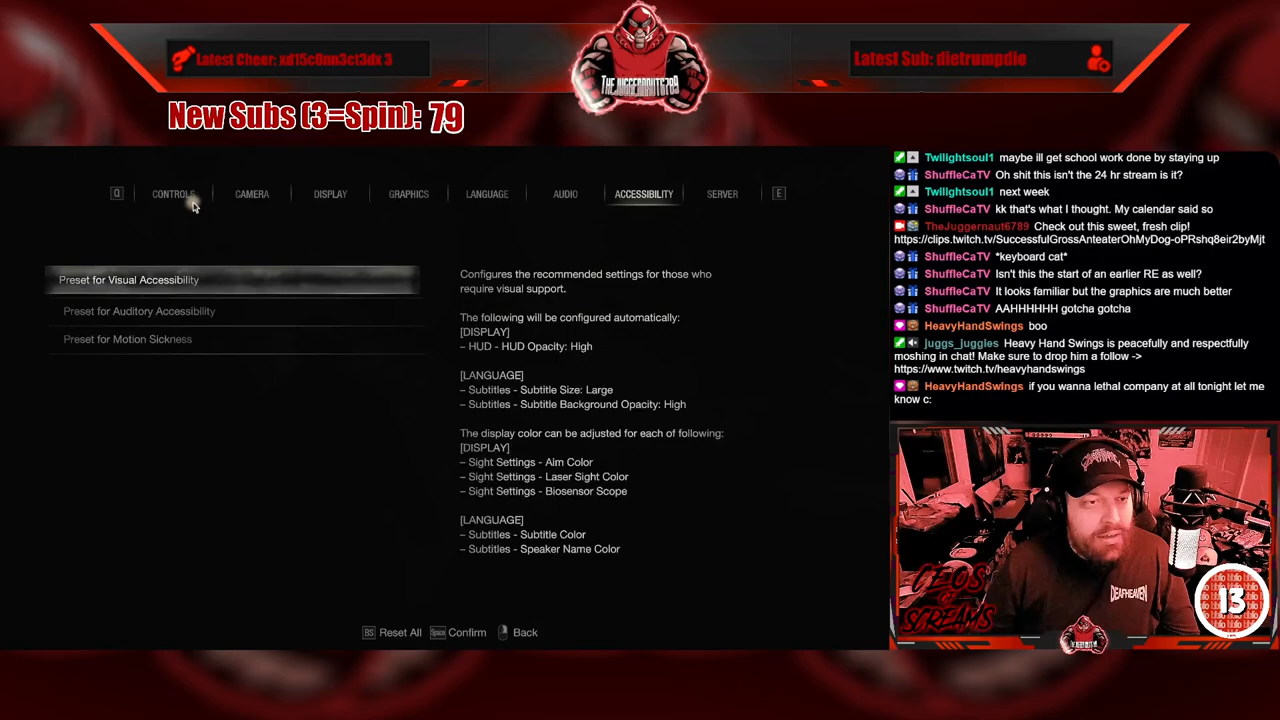 Latest Cheer: xd15c0nn3ct3dx 3
THEJUGGERNAUT6789
Latest Sub: dietrumpdie
New Subs (3=Spin): 79
Q CONTROLS CAMERA DISPLAY GRAPHICS LANGUAGE AUDIO ACCESSIBILITY SERVER E
Preset for Visual Accessibility
Preset for Auditory Accessibility
Preset for Motion Sickness
Configures the recommended settings for those who
require visual support.
The following will be configured automatically:
[DISPLAY]
– HUD - HUD Opacity: High
[LANGUAGE]
– Subtitles - Subtitle Size: Large
– Subtitles - Subtitle Background Opacity: High
The display color can be adjusted for each of following:
[DISPLAY]
– Sight Settings - Aim Color
– Sight Settings - Laser Sight Color
– Sight Settings - Biosensor Scope
[LANGUAGE]
– Subtitles - Subtitle Color
– Subtitles - Speaker Name Color
BS Reset All Space Confirm Back
Twilightsoul1 maybe ill get school work done by staying up
ShuffleCaTV Oh shit this isn't the 24 hr stream is it?
Twilightsoul1 next week
ShuffleCaTV kk that's what I thought. My calendar said so
TheJuggernaut6789 Check out this sweet, fresh clip!
https://clips.twitch.tv/SuccessfulGrossAnteaterOhMyDog-oPRshq8eir2byMjt
ShuffleCaTV *keyboard cat*
ShuffleCaTV Isn't this the start of an earlier RE as well?
ShuffleCaTV It looks familiar but the graphics are much better
ShuffleCaTV AAHHHHHH gotcha gotcha
HeavyHandSwings boo
juggs_juggles Heavy Hand Swings is peacefully and respectfully
moshing in chat! Make sure to drop him a follow ->
https://www.twitch.tv/heavyhandswings
HeavyHandSwings if you wanna lethal company at all tonight let me
know c:
CEOS
OF
SCREAMS
DEAFHEAVEN
13